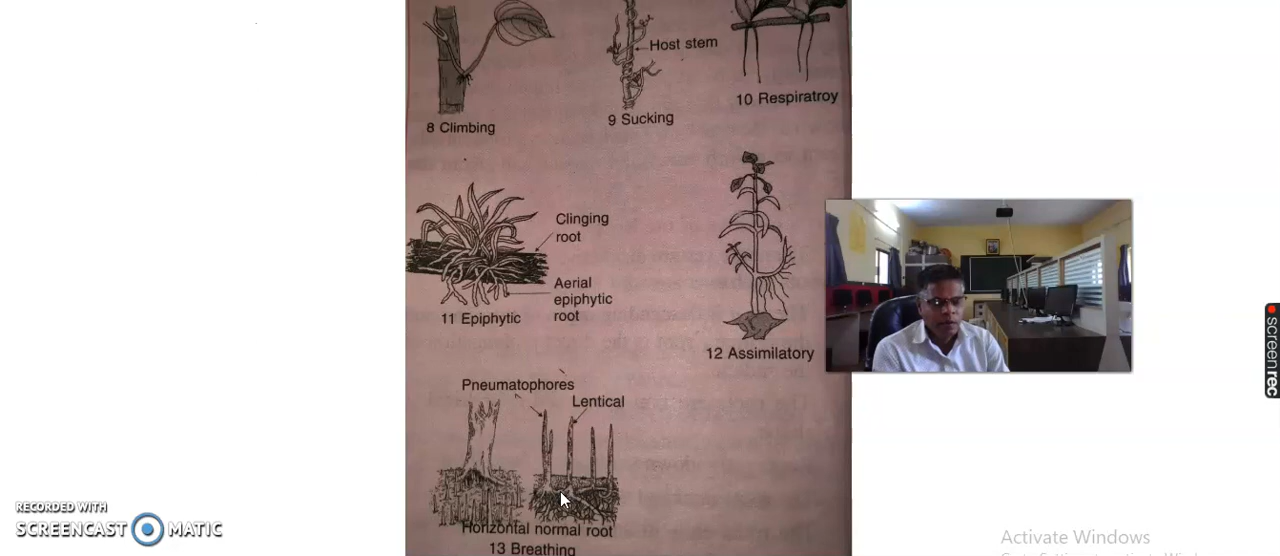 Host stem
8 Climbing
9 Sucking
10 Respiratroy
Clinging
root
Aerial
epiphytic
root
11 Epiphytic
12 Assimilatory
Pneumatophores
Lentical
Horizontal normal root
13 Breathing
RECORDED WITH
SCREENCAST MATIC
screenrec
Activate Windows